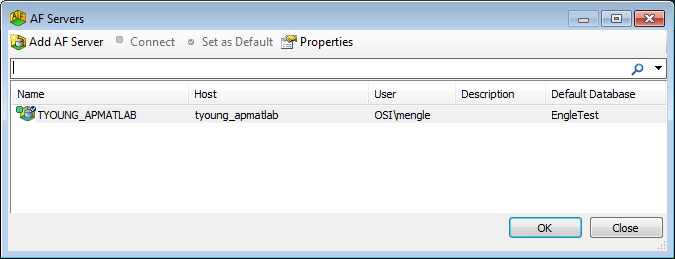 AF Servers
Add AF Server Connect Set as Default Properties
Name Host User Description Default Database
TYOUNG_APMATLAB tyoung_apmatlab OSI\mengle EngleTest
OK Close